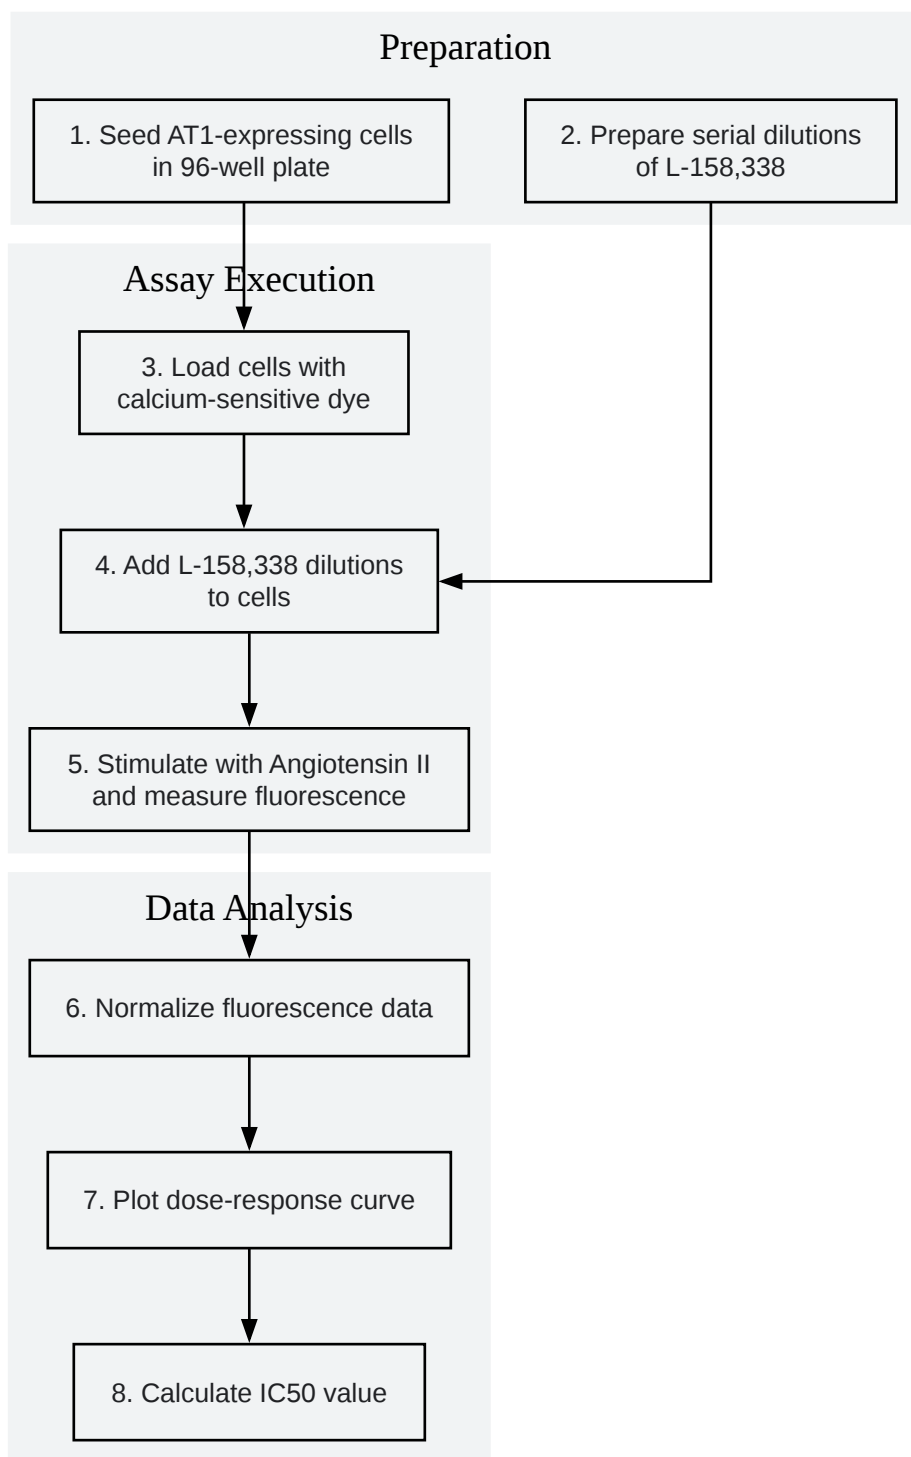 Preparation
1. Seed AT1-expressing cells
in 96-well plate
2. Prepare serial dilutions
of L-158,338
Assay Execution
3. Load cells with
calcium-sensitive dye
4. Add L-158,338 dilutions
to cells
5. Stimulate with Angiotensin II
and measure fluorescence
Data Analysis
6. Normalize fluorescence data
7. Plot dose-response curve
8. Calculate IC50 value